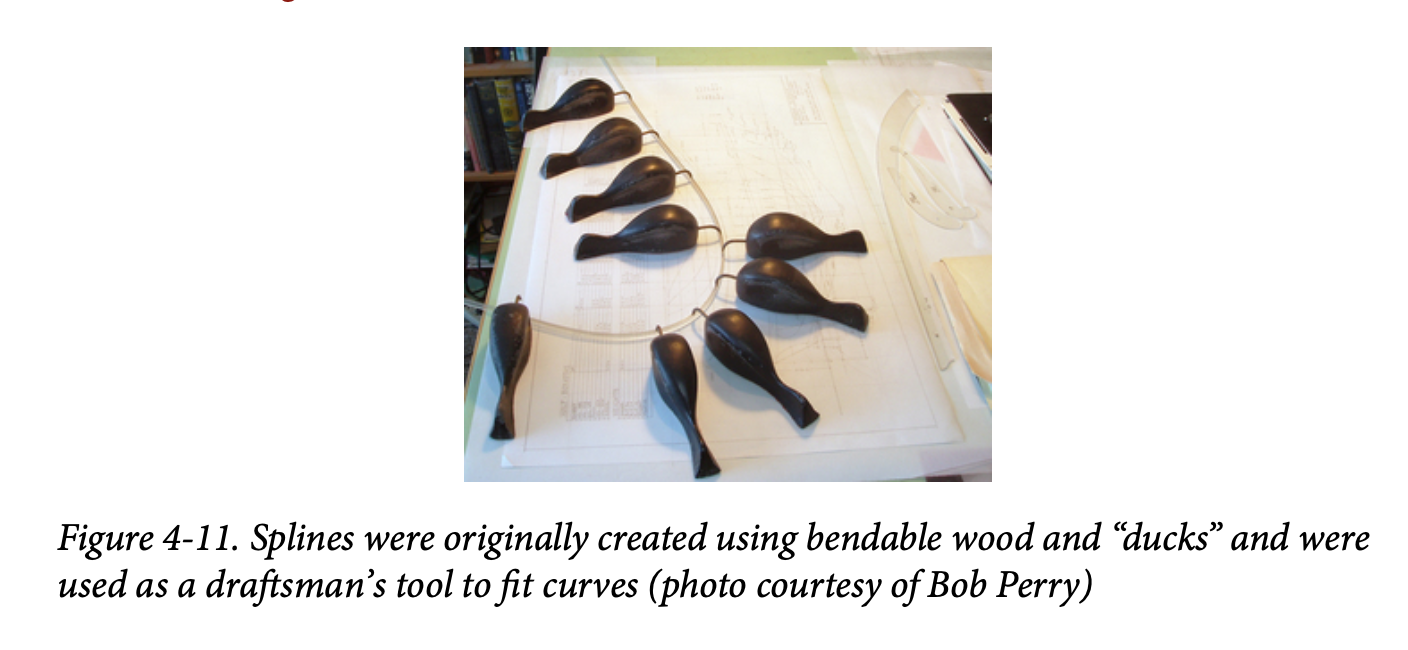 Figure 4-11. Splines were originally created using bendable wood and “ducks” and were
used as a draftsman’s tool to fit curves (photo courtesy of Bob Perry)